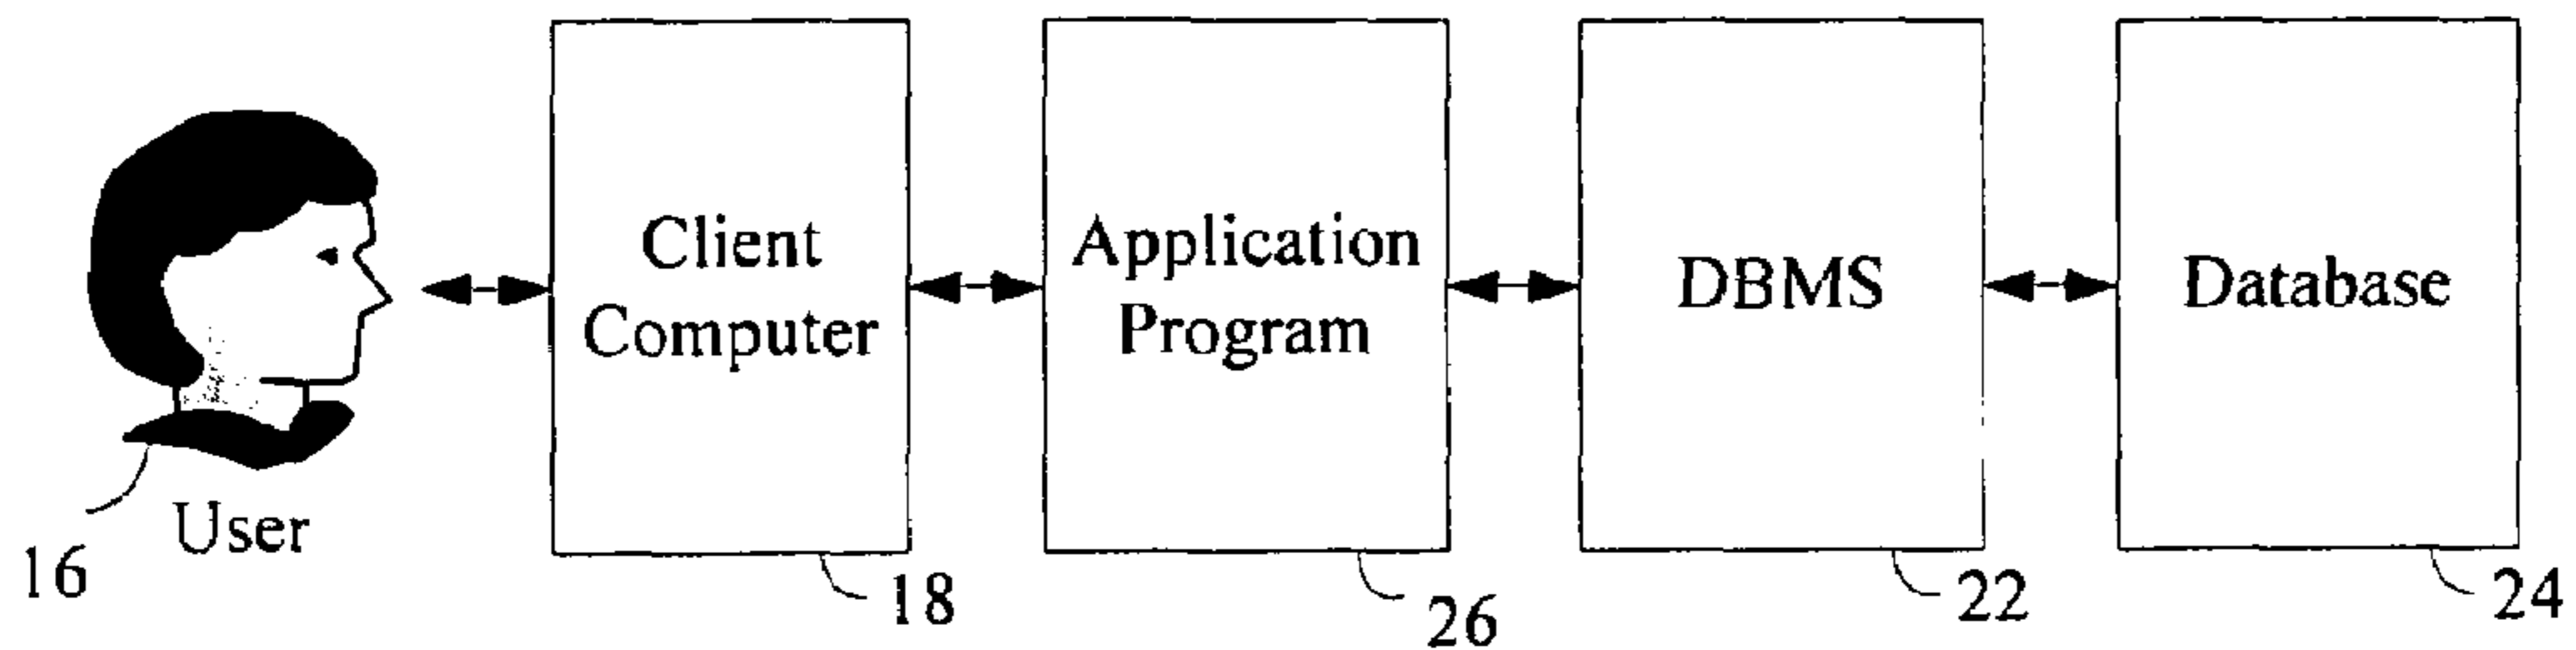 Client
Computer
Application
Program
DBMS
Database
User
16
18
26
22
24